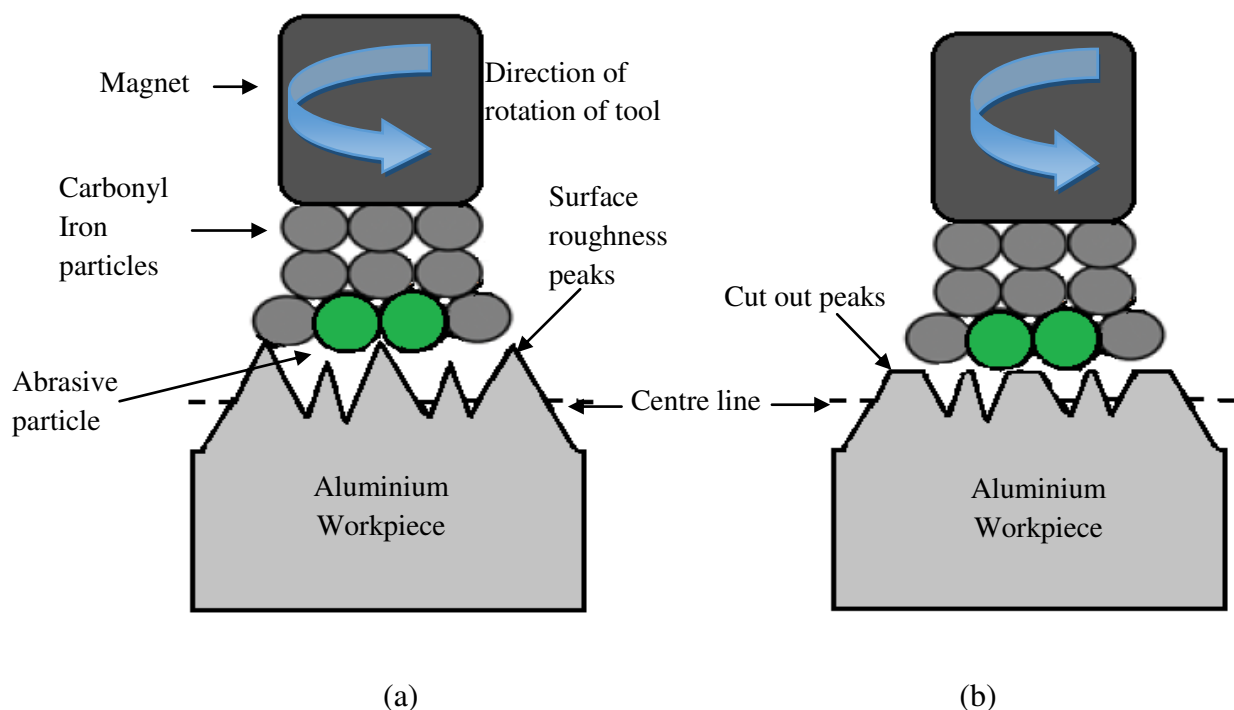 Magnet
Direction of
rotation of tool
Carbonyl
Iron
particles
Surface
roughness
peaks
Abrasive
particle
Centre line
Aluminium
Workpiece
(a)
Cut out peaks
Aluminium
Workpiece
(b)